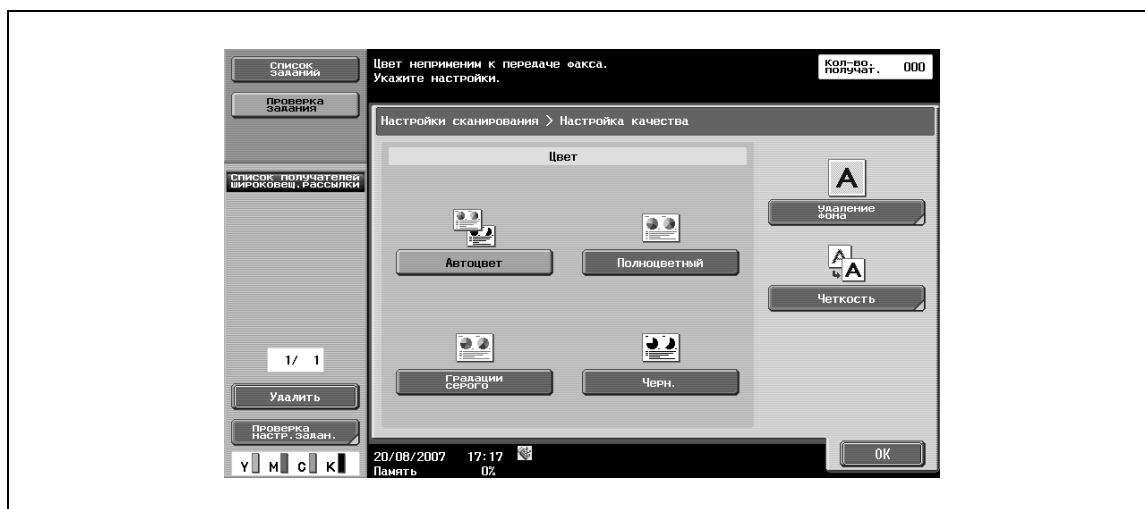 Список
заданий
Проверка
задания
Список получателей
широковещ.рассылки
1/ 1
Удалить
Проверка
настр.задан.
Y M C K
Цвет неприменим к передаче факса.
Укажите настройки.
Кол-во.
получат. 000
Настройки сканирования > Настройка качества
Цвет
Автоцвет
Полноцветный
Градации
серого
Черн.
A
Удаление
фона
A
A
Четкость
20/08/2007 17:17
Память 0%
OK